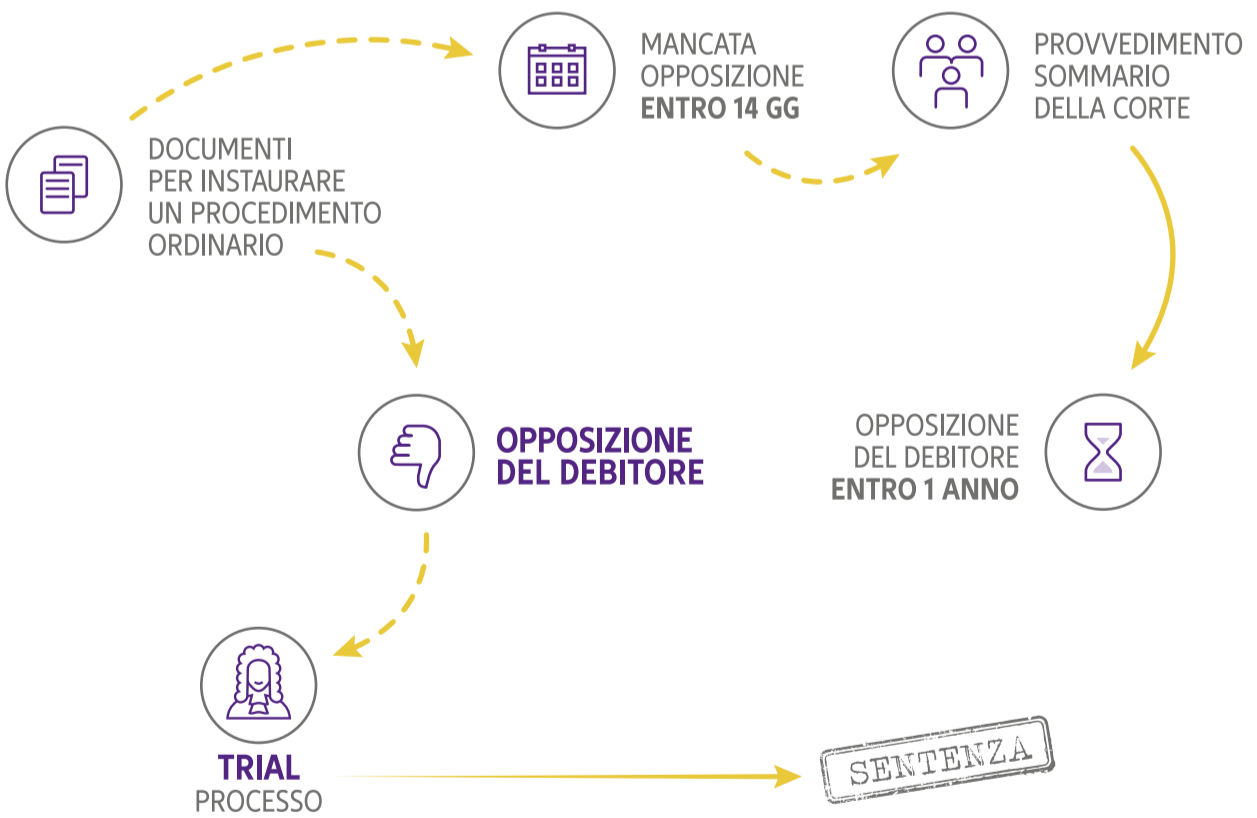 MANCATA
OPPOSIZIONE
ENTRO 14 GG
PROVVEDIMENTO
SOMMARIO
DELLA CORTE
DOCUMENTI
PER INSTAURARE
UN PROCEDIMENTO
ORDINARIO
OPPOSIZIONE
DEL DEBITORE
OPPOSIZIONE
DEL DEBITORE
ENTRO 1 ANNO
TRIAL
PROCESSO
SENTENZA